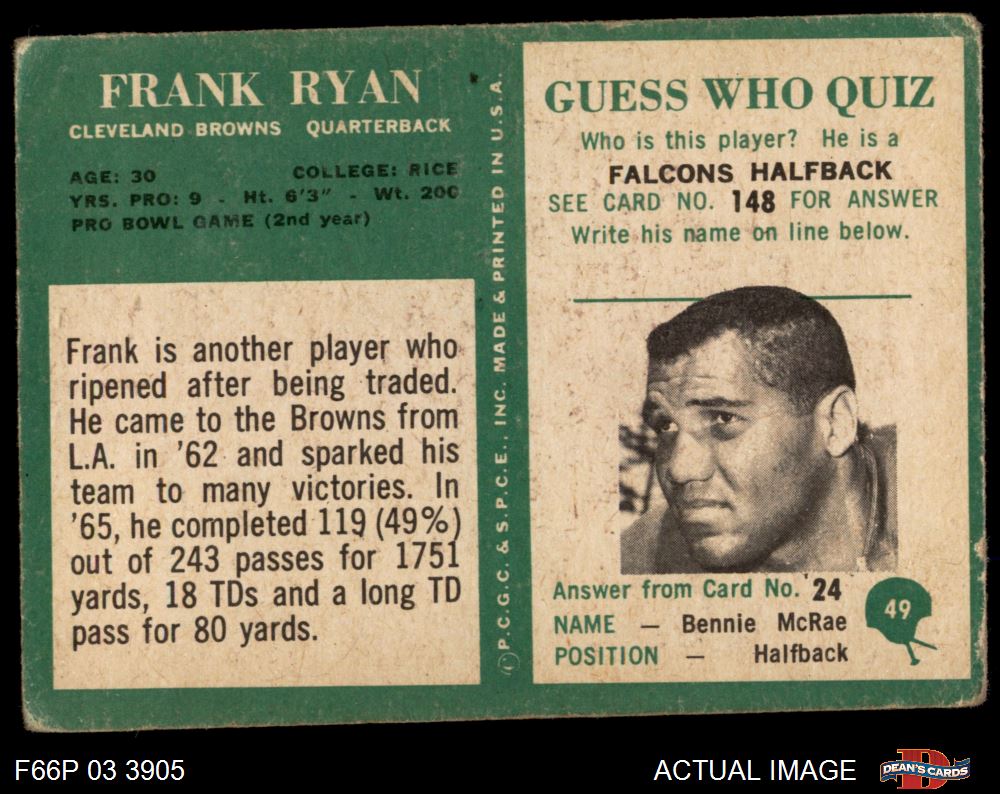 FRANK RYAN
CLEVELAND BROWNS QUARTERBACK
AGE: 30 COLLEGE: RICE
YRS. PRO: 9 - Ht. 6'3" - Wt. 200
PRO BOWL GAME (2nd year)
Frank is another player who
ripened after being traded.
He came to the Browns from
L.A. in '62 and sparked his
team to many victories. In
'65, he completed 119 (49%)
out of 243 passes for 1751
yards, 18 TDs and a long TD
pass for 80 yards.
©P.C.G.C. & S.P.C.E., INC. MADE & PRINTED IN U.S.A.
GUESS WHO QUIZ
Who is this player? He is a
FALCONS HALFBACK
SEE CARD NO. 148 FOR ANSWER
Write his name on line below.
Answer from Card No. 24
NAME — Bennie McRae
POSITION — Halfback
49
F66P 03 3905
ACTUAL IMAGE
D
DEAN'S CARDS